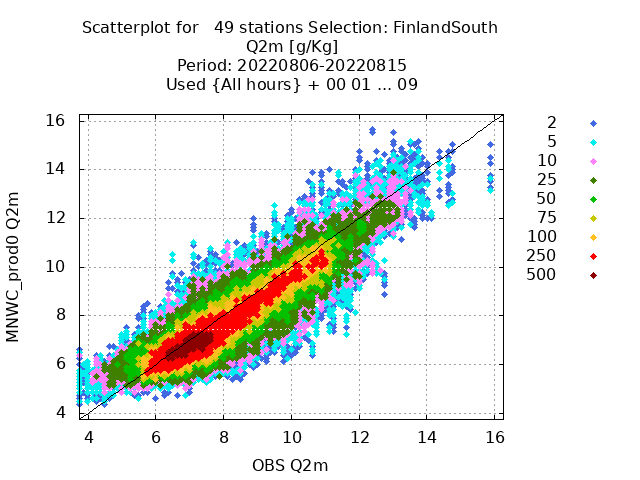 Scatterplot for   49 stations Selection: FinlandSouth
Q2m [g/Kg]
Period: 20220806-20220815
Used {All hours} + 00 01 ... 09
MNWC_prod0 Q2m
16
14
12
10
8
6
4
4 6 8 10 12 14 16
OBS Q2m
2
5
10
25
50
75
100
250
500